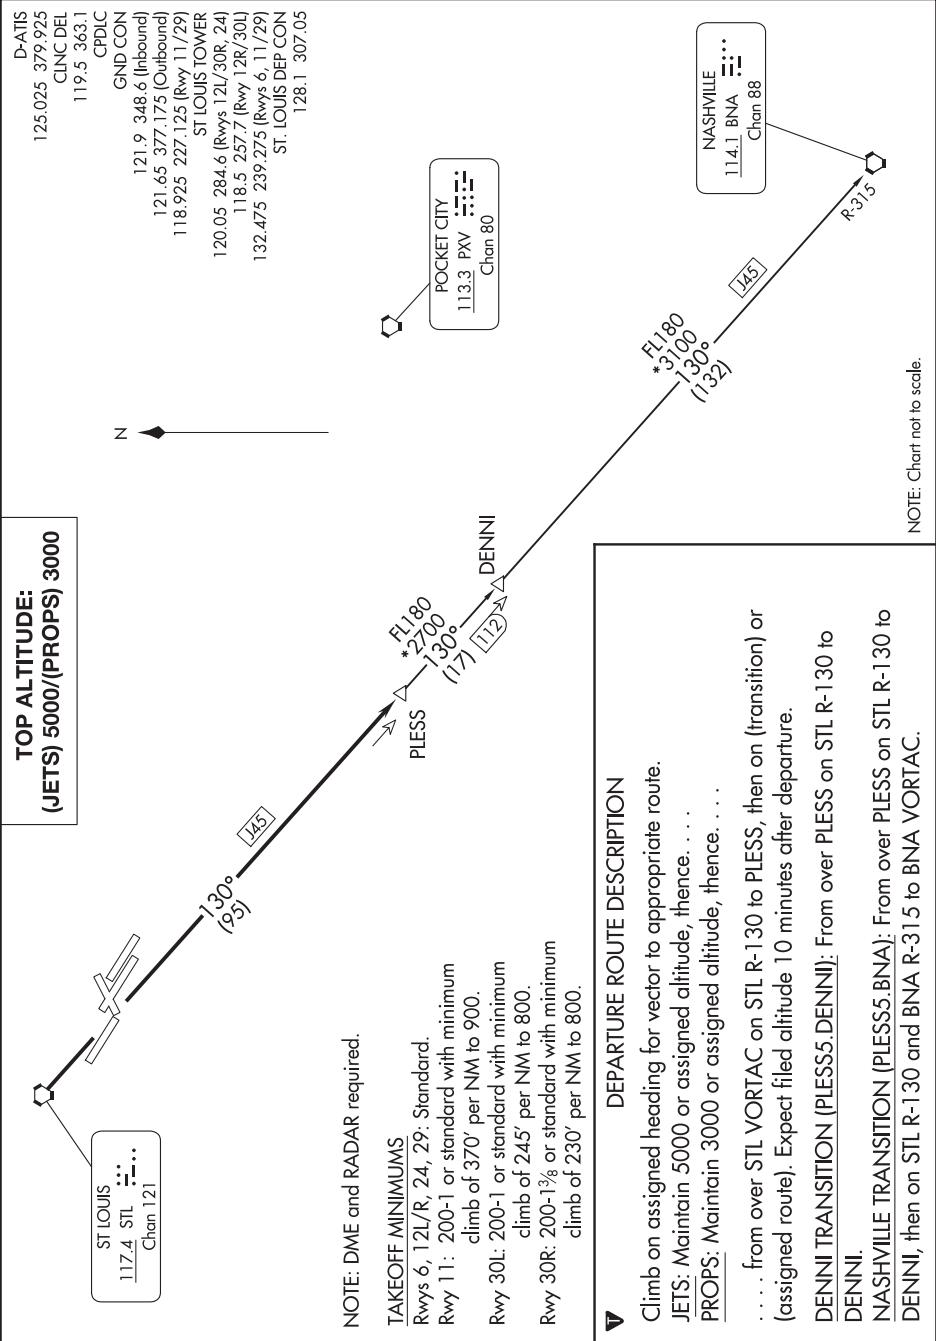 TOP ALTITUDE:
(JETS) 5000/(PROPS) 3000
D-ATIS
125.025 379.925
CLNC DEL
119.5 363.1
CPDLC
GND CON
121.9 348.6 (Inbound)
121.65 377.175 (Outbound)
118.925 227.125 (Rwy 11/29)
ST LOUIS TOWER
120.05 284.6 (Rwys 12L/30R, 24)
118.5 257.7 (Rwy 12R/30L)
132.475 239.275 (Rwys 6, 11/29)
ST. LOUIS DEP CON
128.1 307.05
ST LOUIS
117.4 STL
Chan 121
130°
(95)
J45
N
POCKET CITY
113.3 PXV
Chan 80
PLESS
FL180
*2700
130°
(17)
112
DENNI
FL180
*3100
130°
(132)
J45
R-315
NASHVILLE
114.1 BNA
Chan 88
NOTE: DME and RADAR required.
TAKEOFF MINIMUMS
Rwys 6, 12L/R, 24, 29: Standard.
Rwy 11: 200-1 or standard with minimum
climb of 370' per NM to 900.
Rwy 30L: 200-1 or standard with minimum
climb of 245' per NM to 800.
Rwy 30R: 200-1⅜ or standard with minimum
climb of 230' per NM to 800.
NOTE: Chart not to scale.
T
DEPARTURE ROUTE DESCRIPTION
Climb on assigned heading for vector to appropriate route.
JETS: Maintain 5000 or assigned altitude, thence. . . .
PROPS: Maintain 3000 or assigned altitude, thence. . . .
. . . . from over STL VORTAC on STL R-130 to PLESS, then on (transition) or
(assigned route). Expect filed altitude 10 minutes after departure.
DENNI TRANSITION (PLESS5.DENNI): From over PLESS on STL R-130 to
DENNI.
NASHVILLE TRANSITION (PLESS5.BNA): From over PLESS on STL R-130 to
DENNI, then on STL R-130 and BNA R-315 to BNA VORTAC.